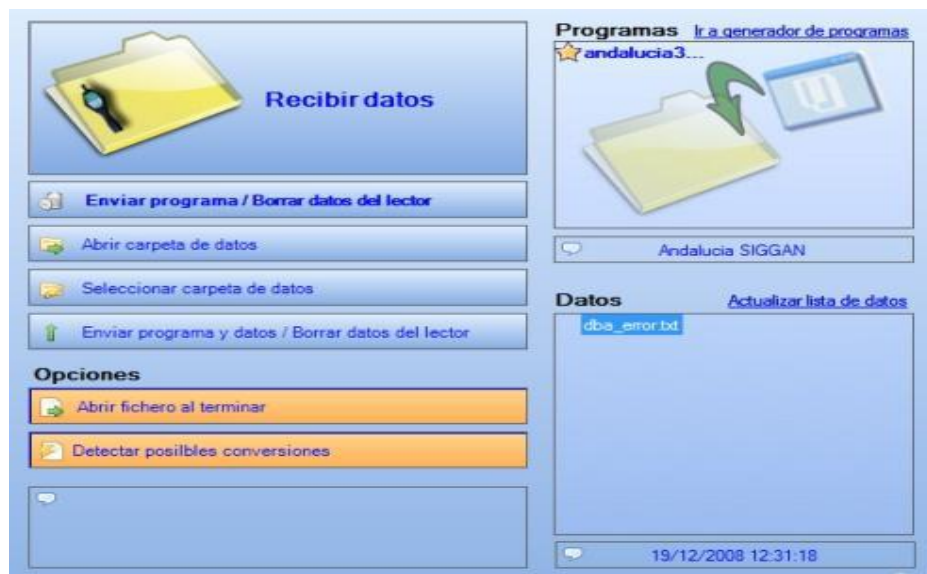 Recibir datos
Enviar programa / Borrar datos del lector
Abrir carpeta de datos
Seleccionar carpeta de datos
Enviar programa y datos / Borrar datos del lector
Opciones
Abrir fichero al terminar
Detectar posilbles conversiones
Programas Ir a generador de programas
andalucia3...
Andalucia SIGGAN
Datos Actualizar lista de datos
dba_error.txt
19/12/2008 12:31:18